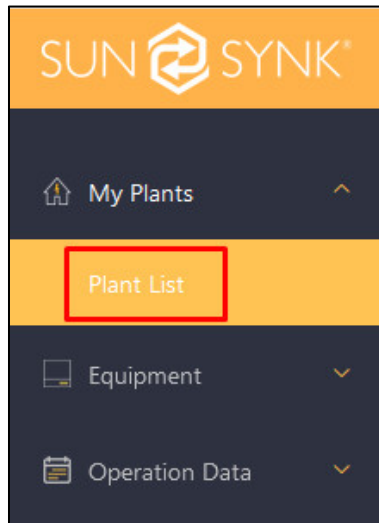 SUN SYNK®
My Plants
Plant List
Equipment
Operation Data